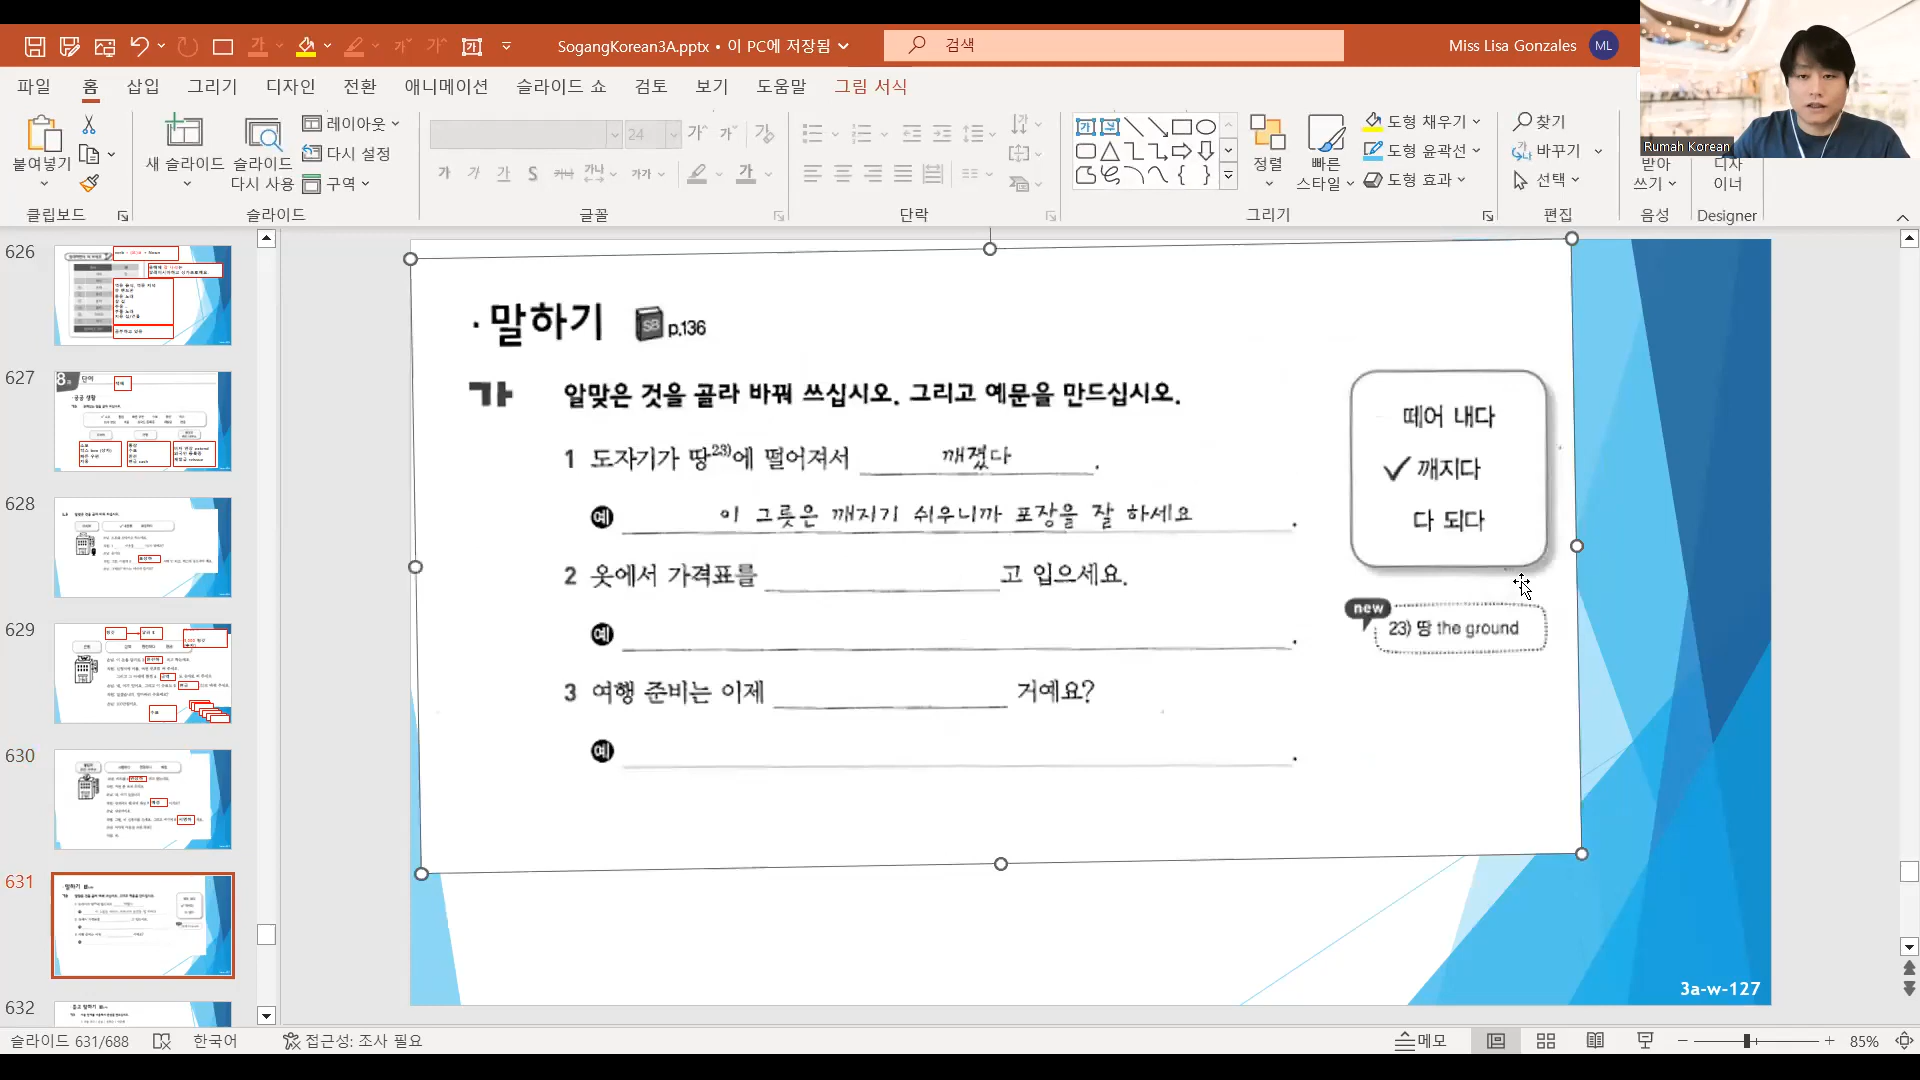 SogangKorean3A.pptx • 이 PC에 저장됨
검색
Miss Lisa Gonzales
ML
파일 홈 삽입 그리기 디자인 전환 애니메이션 슬라이드 쇼 검토 보기 도움말 그림 서식
Rumah Korean
붙여넣기
클립보드
새 슬라이드
슬라이드 다시 사용
레이아웃
다시 설정
구역
슬라이드
24
글꼴
단락
정렬
빠른 스타일
도형 채우기
도형 윤곽선
도형 효과
그리기
찾기
바꾸기
선택
편집
받아쓰기
음성
디자이너
Designer
626
627
628
629
630
631
632
·말하기 SB p.136
가 알맞은 것을 골라 바꿔 쓰십시오. 그리고 예문을 만드십시오.
1 도자기가 땅23)에 떨어져서 깨졌다.
예 이 그릇은 깨지기 쉬우니까 포장을 잘 하세요.
2 옷에서 가격표를 고 입으세요.
예 .
3 여행 준비는 이제 거예요?
예 .
떼어 내다
✓ 깨지다
다 되다
new
23) 땅 the ground
3a-w-127
슬라이드 631/688
한국어
접근성: 조사 필요
메모
85%